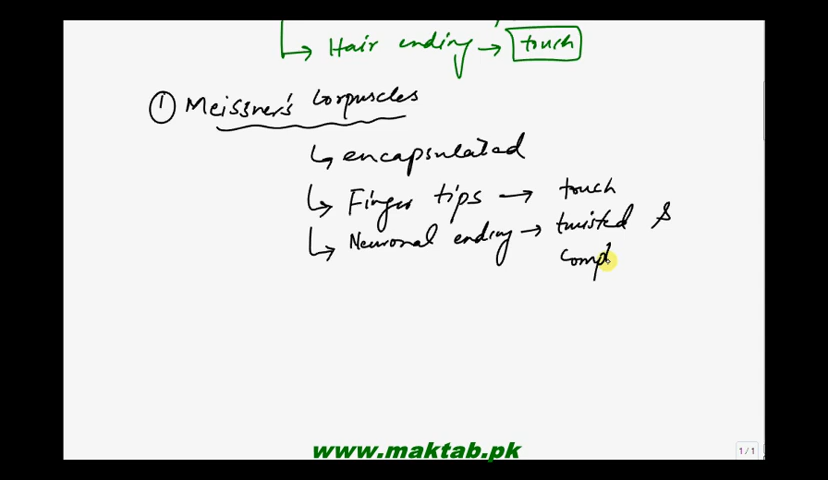 ↳ Hair ending → touch
① Meissner's Corpuscles
↳ encapsulated
↳ Finger tips → touch
↳ Neuronal ending → twisted &
comp
www.maktab.pk
1 / 1